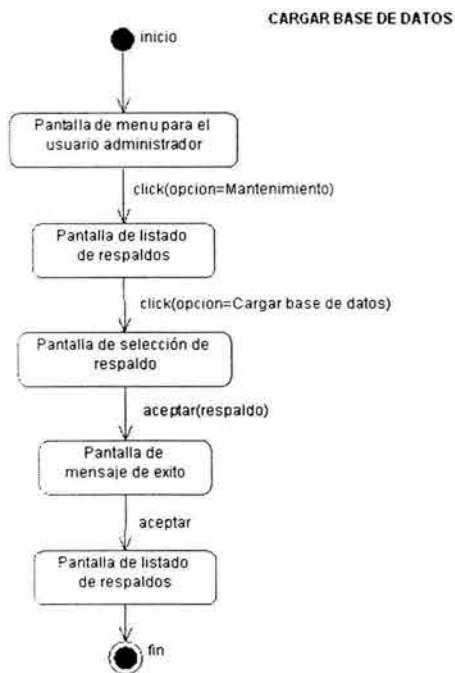 CARGAR BASE DE DATOS
inicio
Pantalla de menu para el
usuario administrador
click(opcion=Mantenimiento)
Pantalla de listado
de respaldos
click(opcion=Cargar base de datos)
Pantalla de selección de
respaldo
aceptar(respaldo)
Pantalla de
mensaje de exito
aceptar
Pantalla de listado
de respaldos
fin